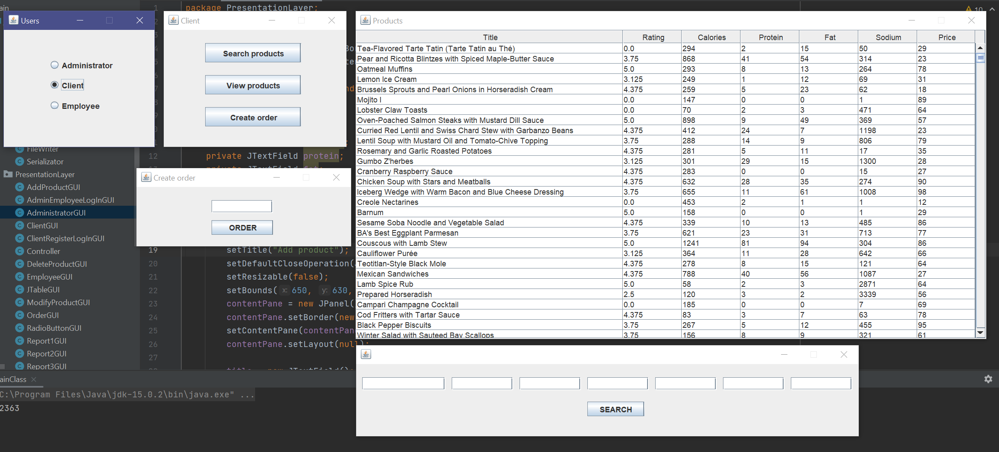 Users
Administrator
Client
Employee
Client
Search products
View products
Create order
Create order
ORDER
Products
Title Rating Calories Protein Fat Sodium Price
Tea-Flavored Tarte Tatin (Tarte Tatin au Thé) 0.0 294 2 15 50 29
Pear and Ricotta Blintzes with Spiced Maple-Butter Sauce 3.75 868 41 54 314 23
Oatmeal Muffins 5.0 293 8 13 264 78
Lemon Ice Cream 3.125 249 1 12 69 31
Brussels Sprouts and Pearl Onions in Horseradish Cream 4.375 259 5 23 62 18
Mojito I 0.0 147 0 0 1 89
Lobster Claw Toasts 0.0 70 2 3 471 64
Oven-Poached Salmon Steaks with Mustard Dill Sauce 5.0 898 9 49 369 57
Curried Red Lentil and Swiss Chard Stew with Garbanzo Beans 4.375 412 24 7 1198 23
Lentil Soup with Mustard Oil and Tomato-Chive Topping 3.75 288 14 9 806 79
Rosemary and Garlic Roasted Potatoes 4.375 281 5 11 17 35
Gumbo Z'herbes 3.125 301 29 15 1300 28
Cranberry Raspberry Sauce 4.375 283 0 0 15 27
Chicken Soup with Stars and Meatballs 4.375 632 28 35 274 90
Iceberg Wedge with Warm Bacon and Blue Cheese Dressing 3.75 655 11 61 1008 98
Creole Nectarines 0.0 453 2 1 1 12
Barnum 5.0 158 0 0 1 29
Sesame Soba Noodle and Vegetable Salad 4.375 339 10 13 485 86
BA's Best Eggplant Parmesan 3.75 621 23 31 713 77
Couscous with Lamb Stew 5.0 1241 81 94 304 86
Cauliflower Purée 3.125 364 11 28 642 66
Teotitlan-Style Black Mole 4.375 278 8 15 121 64
Mexican Sandwiches 4.375 788 40 56 1087 27
Lamb Spice Rub 5.0 58 2 3 2871 64
Prepared Horseradish 2.5 120 3 2 3339 56
Campari Champagne Cocktail 0.0 185 0 0 7 69
Cod Fritters with Tartar Sauce 4.375 83 3 7 63 78
Black Pepper Biscuits 3.75 267 5 12 455 95
Winter Salad with Sauteed Bay Scallops 3.75 156 8 9 321 61
SEARCH
10
ain
FileWriter
Serializator
PresentationLayer
AddProductGUI
AdminEmployeeLogInGUI
AdministratorGUI
ClientGUI
ClientRegisterLogInGUI
Controller
DeleteProductGUI
EmployeeGUI
JTableGUI
ModifyProductGUI
OrderGUI
RadioButtonGUI
Report1GUI
Report2GUI
Report3GUI
1 package PresentationLayer;
12 private JTextField protein;
19 setTitle("Add product");
20 setDefaultCloseOperation(
21 setResizable(false);
22 setBounds( x: 650, y: 630,
23 contentPane = new JPanel(
24 contentPane.setBorder(new
25 setContentPane(contentPan
26 contentPane.setLayout(null);
27
title = new JTextField();
ainClass
C:\Program Files\Java\jdk-15.0.2\bin\java.exe" ...
2363